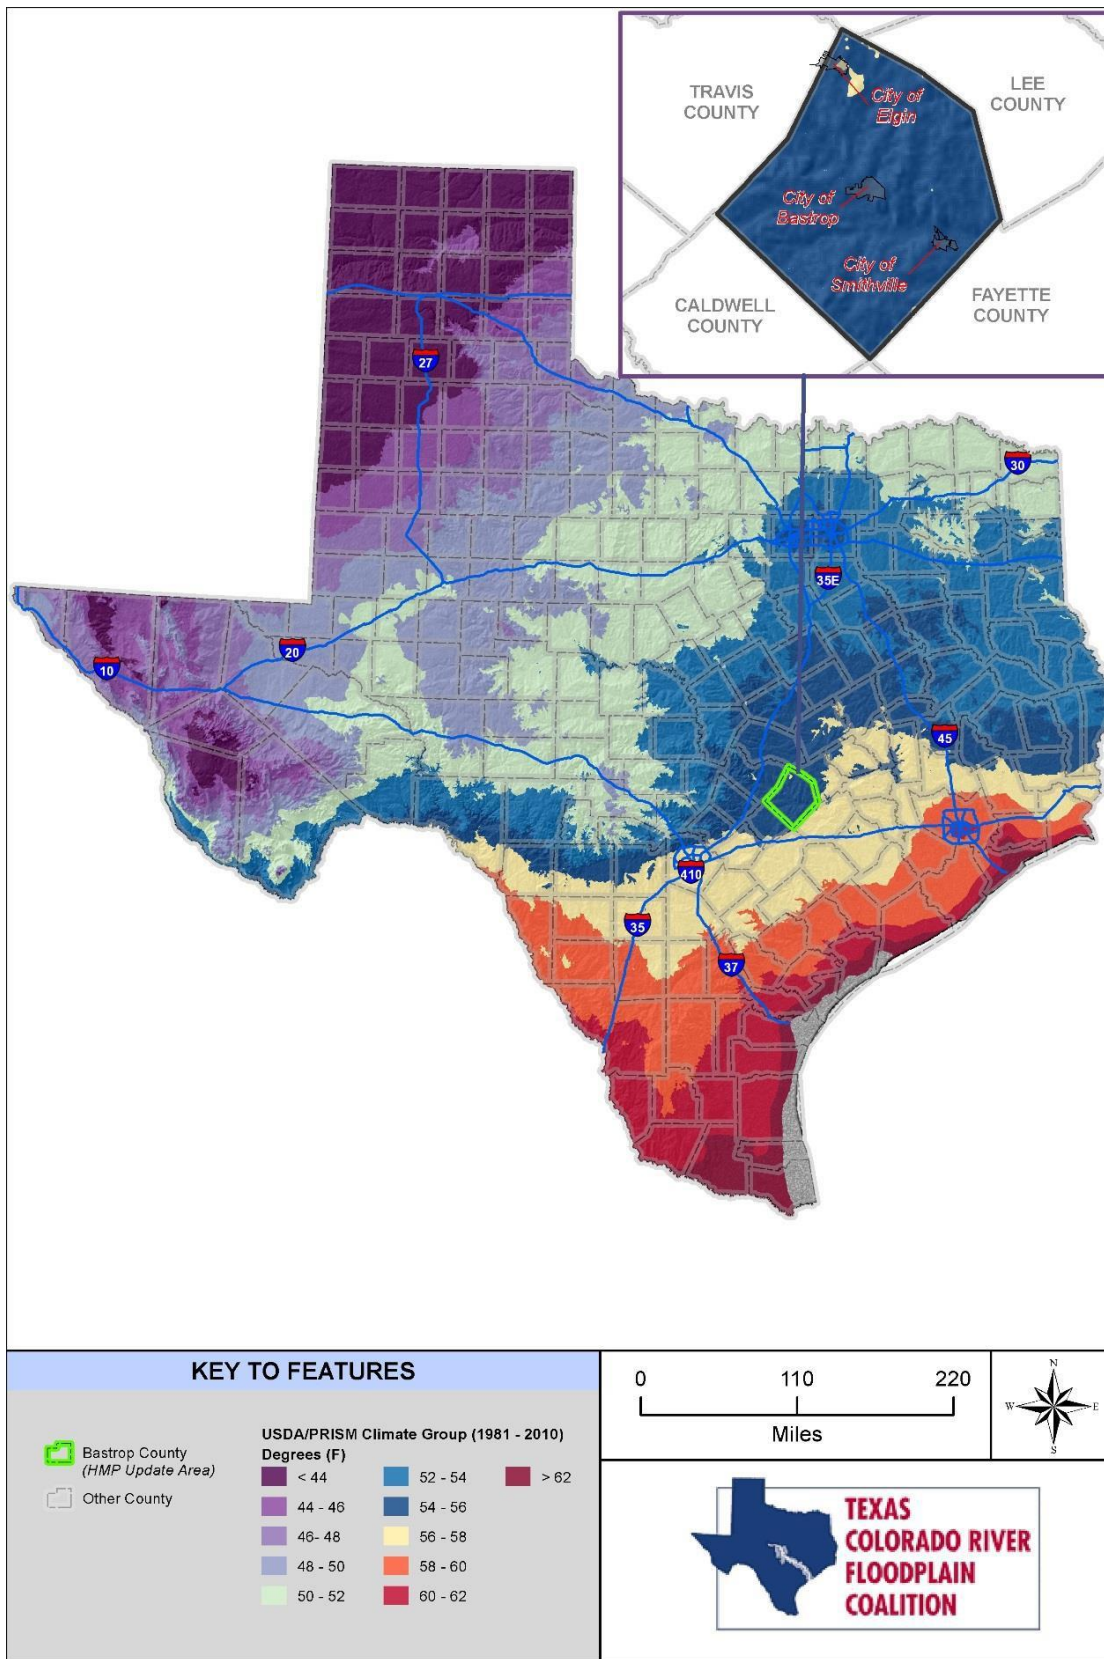 TRAVIS
COUNTY
LEE
COUNTY
City of
Elgin
City of
Bastrop
City of
Smithville
CALDWELL
COUNTY
FAYETTE
COUNTY
27
30
35E
20
10
45
410
35
37
KEY TO FEATURES
Bastrop County
(HMP Update Area)
Other County
USDA/PRISM Climate Group (1981 - 2010)
Degrees (F)
< 44
44 - 46
46- 48
48 - 50
50 - 52
52 - 54
54 - 56
56 - 58
58 - 60
60 - 62
> 62
0 110 220
Miles
N
W E
S
TEXAS
COLORADO RIVER
FLOODPLAIN
COALITION